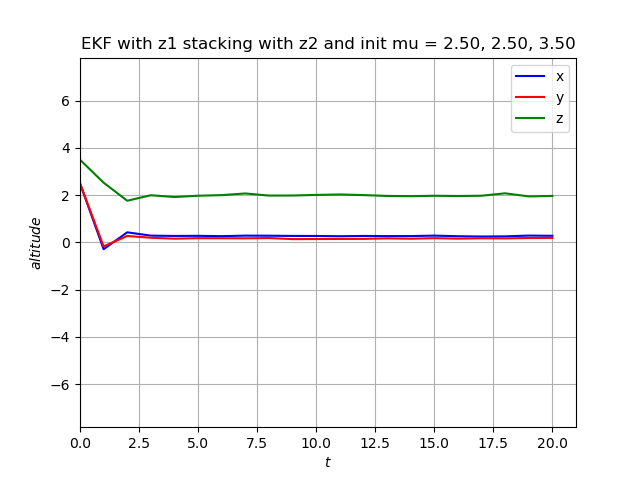 EKF with z1 stacking with z2 and init mu = 2.50, 2.50, 3.50
x
y
z
altitude
6
4
2
0
−2
−4
−6
0.0 2.5 5.0 7.5 10.0 12.5 15.0 17.5 20.0
t